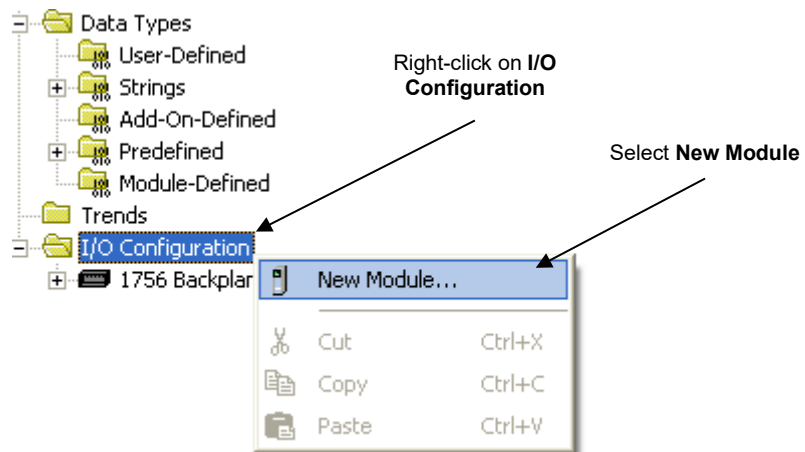 Data Types
User-Defined
Strings
Add-On-Defined
Predefined
Module-Defined
Trends
I/O Configuration
1756 Backplan
Right-click on I/O
Configuration
Select New Module
New Module...
Cut Ctrl+X
Copy Ctrl+C
Paste Ctrl+V